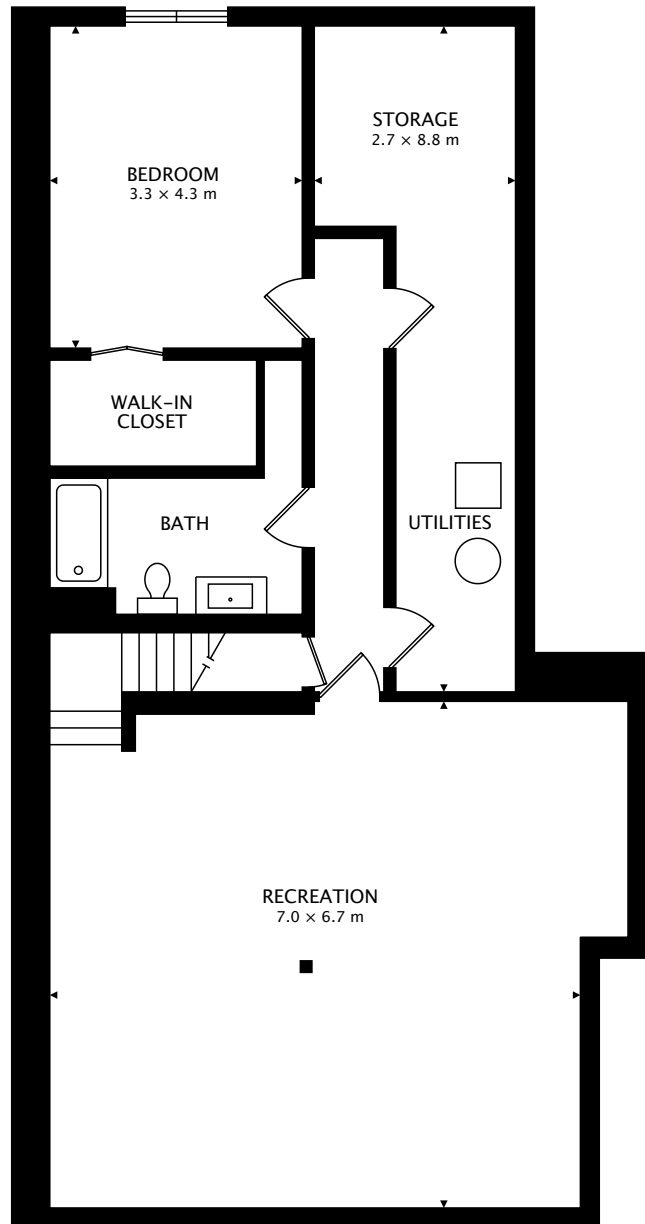 STORAGE
2.7 × 8.8 m
BEDROOM
3.3 × 4.3 m
WALK-IN
CLOSET
BATH
UTILITIES
RECREATION
7.0 × 6.7 m